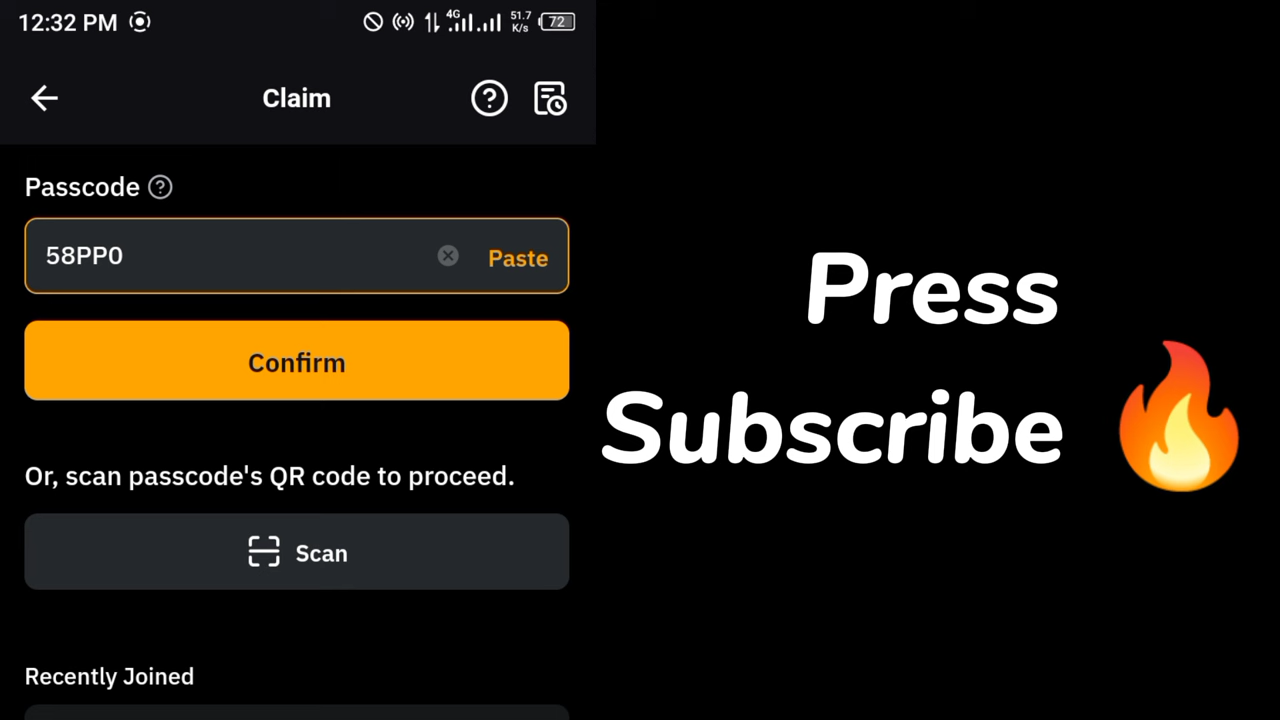 12:32 PM
4G
51.7
K/s
72
Claim
Passcode
58PP0
Paste
Confirm
Or, scan passcode's QR code to proceed.
Scan
Recently Joined
Press
Subscribe 🔥